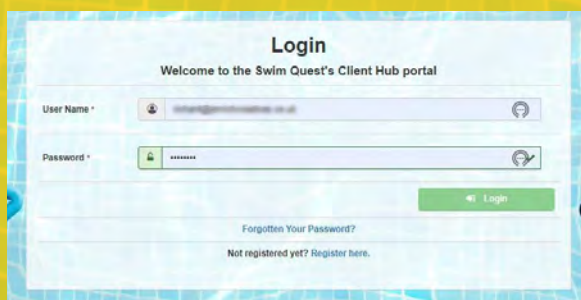 Login
Welcome to the Swim Quest's Client Hub portal
User Name *
Password * ••••••••
Login
Forgotten Your Password?
Not registered yet? Register here.